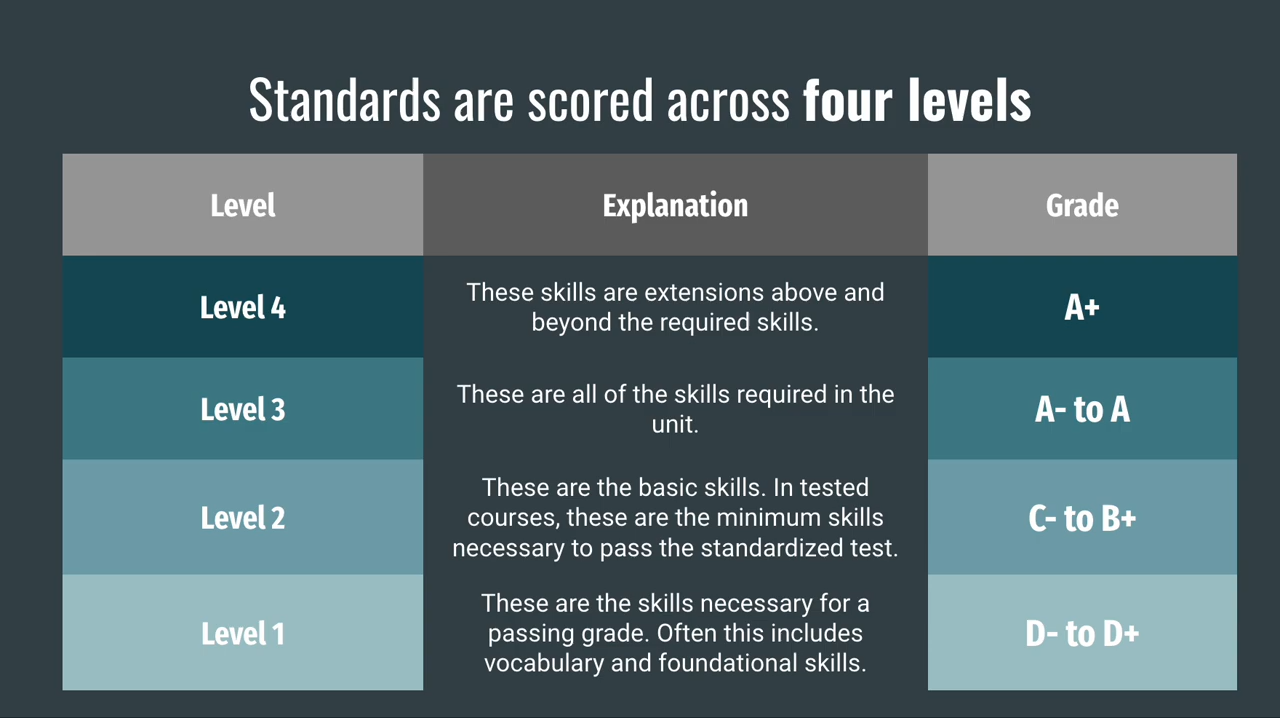 Standards are scored across four levels
Level
Explanation
Grade
Level 4
These skills are extensions above and
beyond the required skills.
A+
Level 3
These are all of the skills required in the
unit.
A- to A
Level 2
These are the basic skills. In tested
courses, these are the minimum skills
necessary to pass the standardized test.
C- to B+
Level 1
These are the skills necessary for a
passing grade. Often this includes
vocabulary and foundational skills.
D- to D+